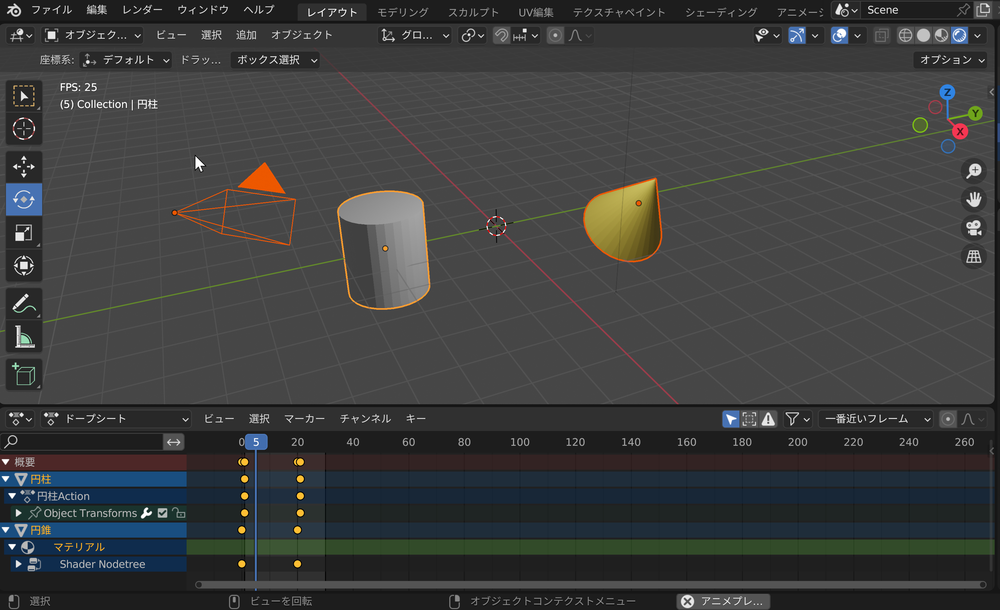 ファイル 編集 レンダー ウィンドウ ヘルプ レイアウト モデリング スカルプト UV編集 テクスチャペイント シェーディング アニメーシ Scene
オブジェク... ビュー 選択 追加 オブジェクト グロ...
座標系: デフォルト ドラッ... ボックス選択 オプション
FPS: 25
(5) Collection | 円柱
Z
Y
X
ドープシート ビュー 選択 マーカー チャンネル キー 一番近いフレーム
0 5 20 40 60 80 100 120 140 160 180 200 220 240 260
概要
円柱
円柱Action
Object Transforms
円錐
マテリアル
Shader Nodetree
選択 ビューを回転 オブジェクトコンテクストメニュー アニメプレ...